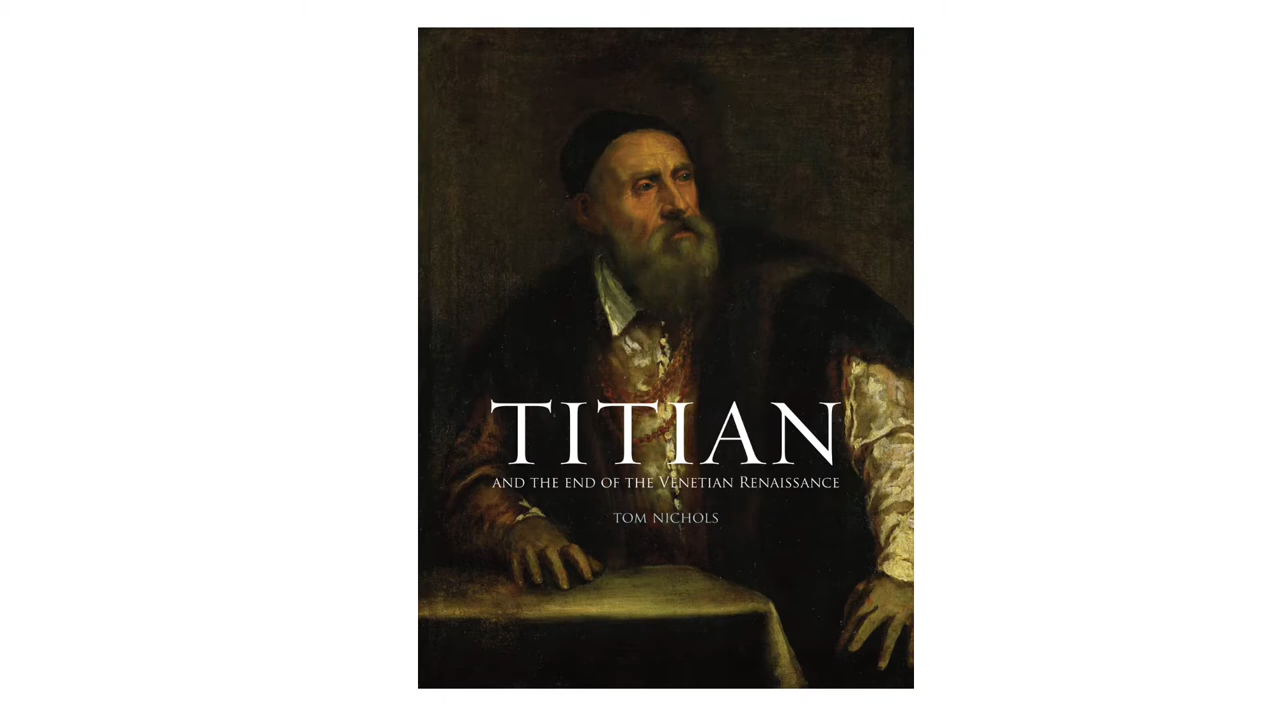 TITIAN
AND THE END OF THE VENETIAN RENAISSANCE
TOM NICHOLS